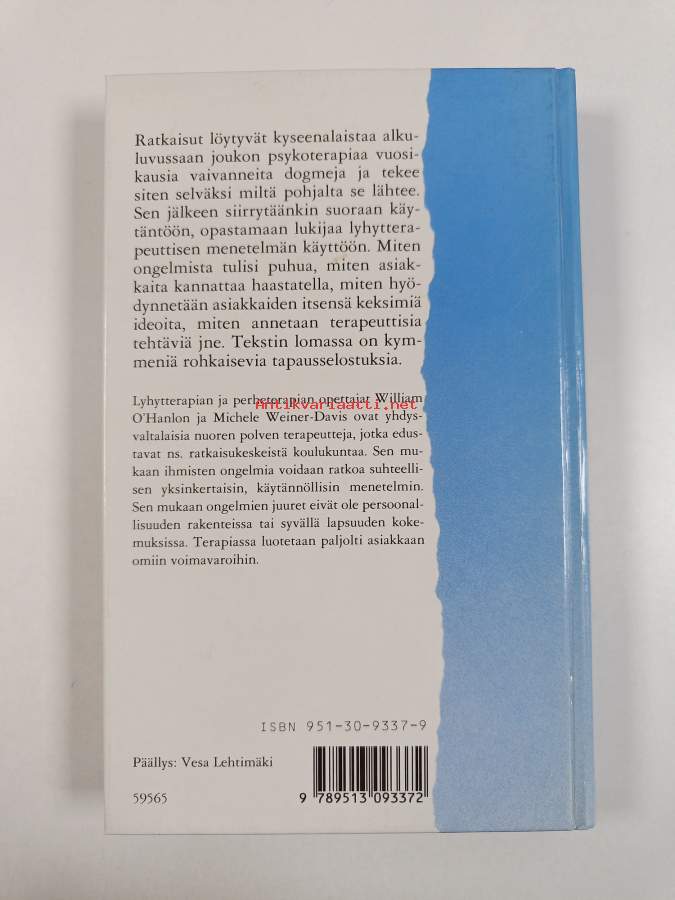 Ratkaisut löytyvät kyseenalaistaa alku-
luvussaan joukon psykoterapiaa vuosi-
kausia vaivanneita dogmeja ja tekee
siten selväksi miltä pohjalta se lähtee.
Sen jälkeen siirrytäänkin suoraan käy-
täntöön, opastamaan lukijaa lyhyttera-
peuttisen menetelmän käyttöön. Miten
ongelmista tulisi puhua, miten asiak-
kaita kannattaa haastatella, miten hyö-
dynnetään asiakkaiden itsensä keksimiä
ideoita, miten annetaan terapeuttisia
tehtäviä jne. Tekstin lomassa on kym-
meniä rohkaisevia tapausselostuksia.
Lyhytterapian ja perheterapian opettajat William
Antikvariaatti.net
O'Hanlon ja Michele Weiner-Davis ovat yhdys-
valtalaisia nuoren polven terapeutteja, jotka edus-
tavat ns. ratkaisukeskeistä koulukuntaa. Sen mu-
kaan ihmisten ongelmia voidaan ratkoa suhteelli-
sen yksinkertaisin, käytännöllisin menetelmin.
Sen mukaan ongelmien juuret eivät ole persoonal-
lisuuden rakenteissa tai syvällä lapsuuden koke-
muksissa. Terapiassa luotetaan paljolti asiakkaan
omiin voimavaroihin.
ISBN 951-30-9337-9
Päällys: Vesa Lehtimäki
59565
9 789513 093372